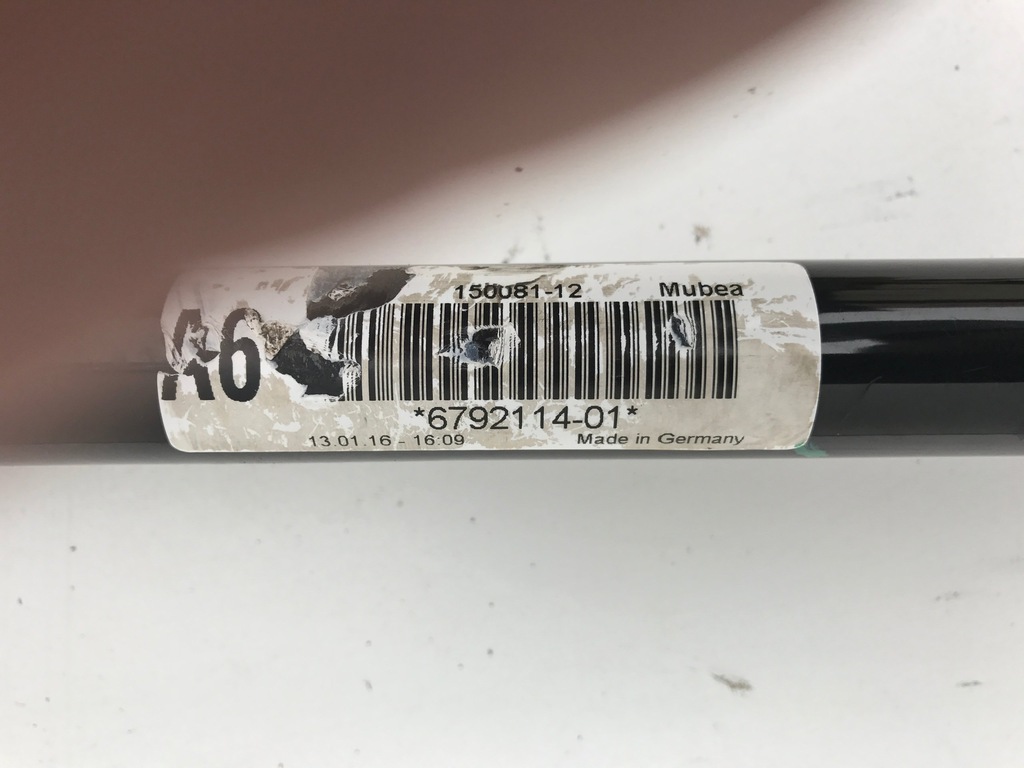 150081-12 Mubea
A6
*6792114-01*
13.01.16 - 16:09 Made in Germany